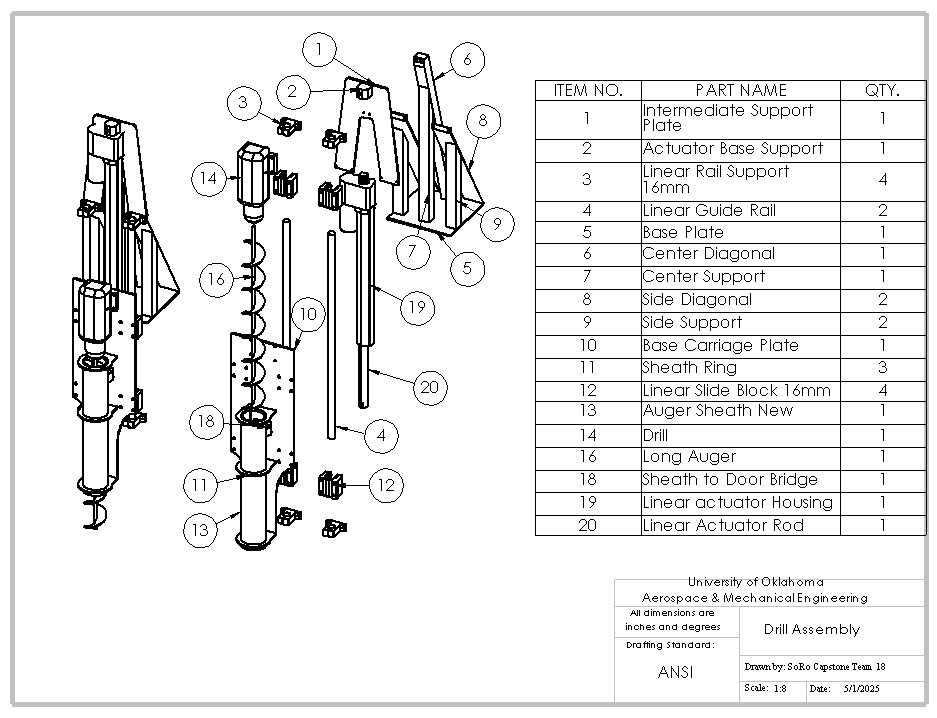 1
6
2
3
8
14
9
7
5
16
10
19
20
18
4
11
12
13
ITEM NO. PART NAME QTY.
1 Intermediate Support
Plate 1
2 Actuator Base Support 1
3 Linear Rail Support
16mm 4
4 Linear Guide Rail 2
5 Base Plate 1
6 Center Diagonal 1
7 Center Support 1
8 Side Diagonal 2
9 Side Support 2
10 Base Carriage Plate 1
11 Sheath Ring 3
12 Linear Slide Block 16mm 4
13 Auger Sheath New 1
14 Drill 1
16 Long Auger 1
18 Sheath to Door Bridge 1
19 Linear actuator Housing 1
20 Linear Actuator Rod 1
University of Oklahoma
Aerospace & Mechanical Engineering
All dimensions are
inches and degrees
Drafting Standard:
ANSI
Drill Assembly
Drawn by: SoRo Capstone Team 18
Scale: 1:8 Date: 5/1/2025